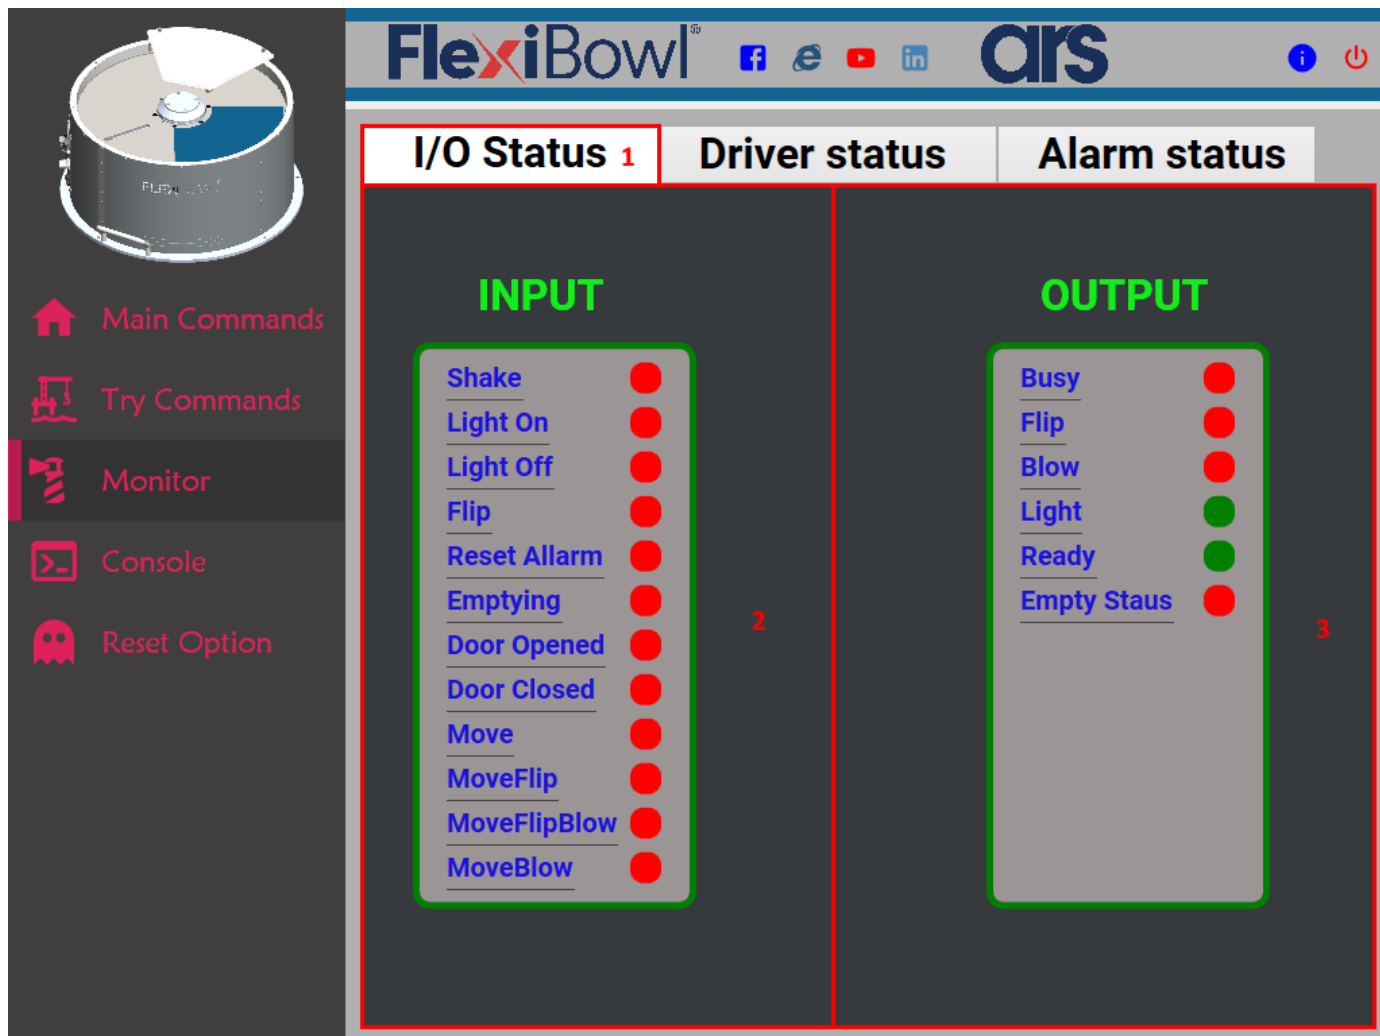 FlexiBowl®
ars
I/O Status 1
Driver status
Alarm status
Main Commands
Try Commands
Monitor
Console
Reset Option
INPUT
Shake
Light On
Light Off
Flip
Reset Allarm
Emptying
Door Opened
Door Closed
Move
MoveFlip
MoveFlipBlow
MoveBlow
2
OUTPUT
Busy
Flip
Blow
Light
Ready
Empty Staus
3